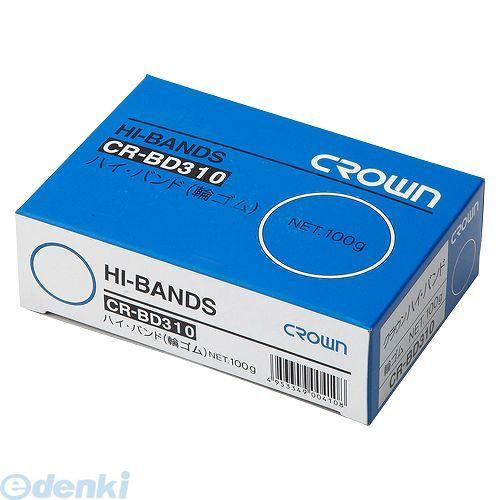 HI-BANDS
CR-BD310
ハイ・バンド(輪ゴム)
CROWN
NET.100g
HI-BANDS
CR-BD310
ハイ・バンド(輪ゴム)NET.100g
CROWN
4953349004108
クラウンハイ・バンド
輪ゴム NET.100g
CR-BD310
edenki